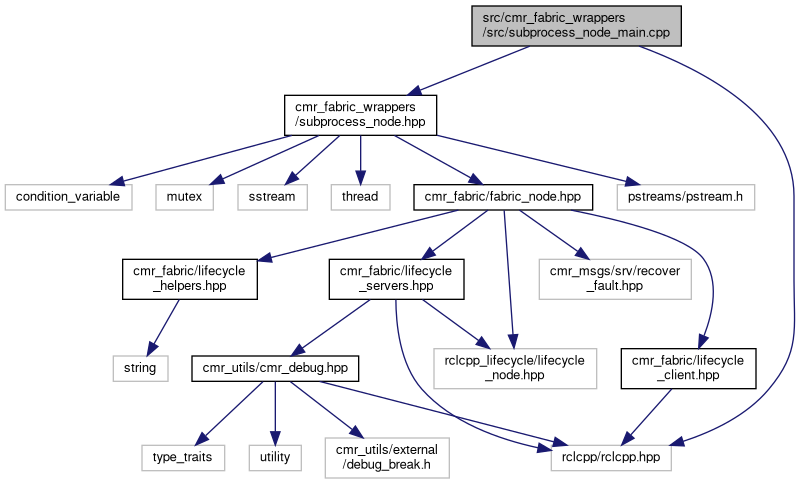 src/cmr_fabric_wrappers
/src/subprocess_node_main.cpp
cmr_fabric_wrappers
/subprocess_node.hpp
condition_variable
mutex
sstream
thread
cmr_fabric/fabric_node.hpp
pstreams/pstream.h
cmr_fabric/lifecycle
_helpers.hpp
cmr_fabric/lifecycle
_servers.hpp
cmr_msgs/srv/recover
_fault.hpp
string
cmr_utils/cmr_debug.hpp
rclcpp_lifecycle/lifecycle
_node.hpp
cmr_fabric/lifecycle
_client.hpp
type_traits
utility
cmr_utils/external
/debug_break.h
rclcpp/rclcpp.hpp